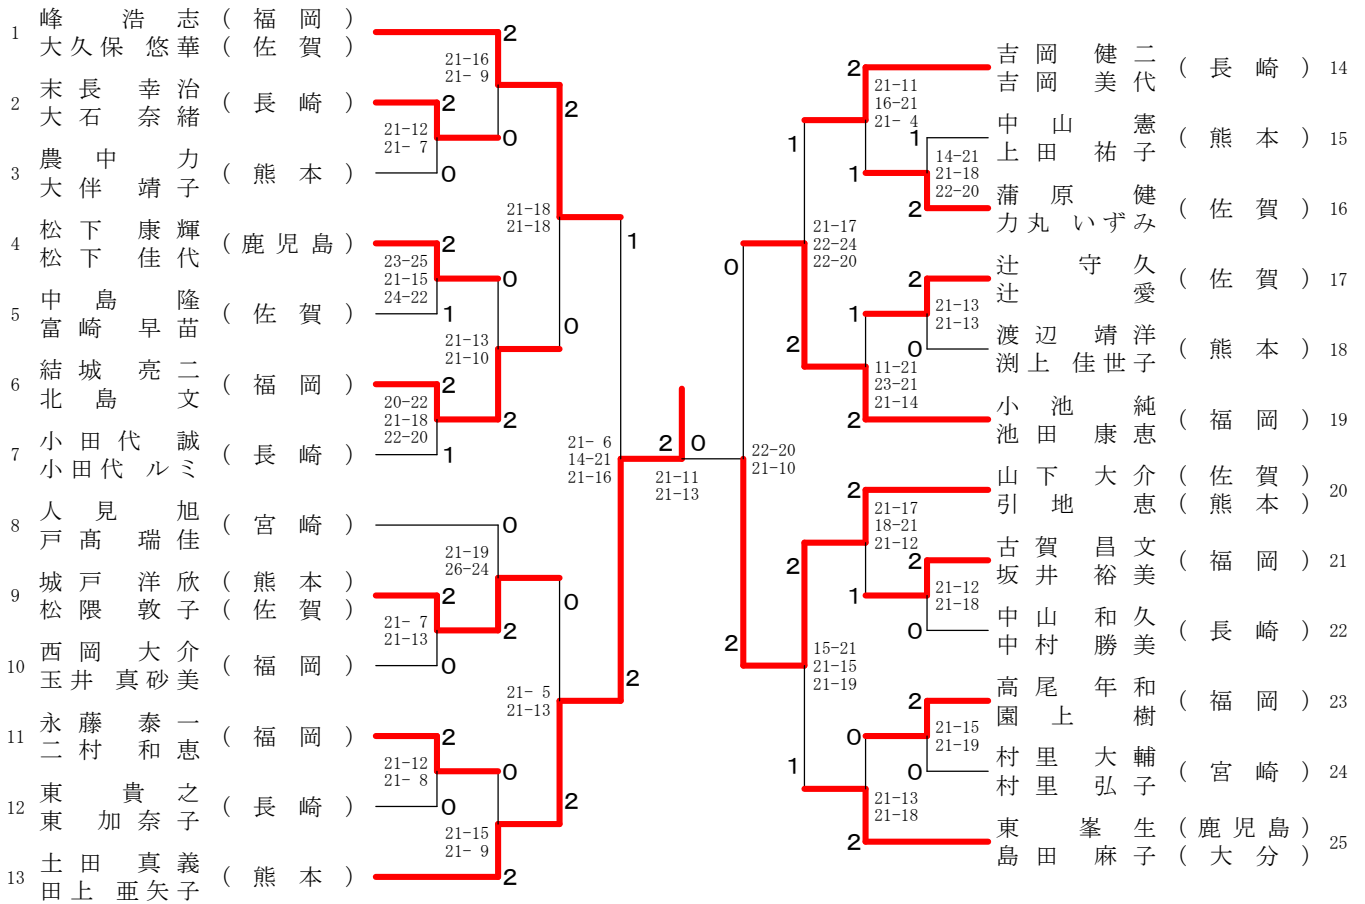 1 峰 浩志 (福岡)
大久保 悠華 (佐賀)
2 末長 幸治 (長崎)
大石 奈緒
3 農中 力 (熊本)
大伴 靖子
4 松下 康輝 (鹿児島)
松下 佳代
5 中島 隆 (佐賀)
富崎 早苗
6 結城 亮二 (福岡)
北島 文
7 小田代 誠 (長崎)
小田代 ルミ
8 人見 旭 (宮崎)
戸髙 瑞佳
9 城戸 洋欣 (熊本)
松隈 敦子 (佐賀)
10 西岡 大介 (福岡)
玉井 真砂美
11 永藤 泰一 (福岡)
二村 和恵
12 東 貴之 (長崎)
東 加奈子
13 土田 真義 (熊本)
田上 亜矢子 
2
21-16
21- 9
2
21-12
21- 7
0
0
2
21-18
21-18
2
23-25
21-15
24-22
1
0
21-13
21-10
0
2
20-22
21-18
22-20
1
2
1
21- 6
14-21
21-16
0
21-19
26-24
2
21- 7
21-13
0
2
0
21- 5
21-13
2
2
21-12
21- 8
0
0
21-15
21- 9
2
2
2 0
21-11
21-13
吉岡 健二 (長崎) 14
吉岡 美代
中山 憲 (熊本) 15
上田 祐子
蒲原 健 (佐賀) 16
力丸 いずみ
辻 守久 (佐賀) 17
辻 愛
渡辺 靖洋 (熊本) 18
渕上 佳世子
小池 純 (福岡) 19
池田 康恵
山下 大介 (佐賀) 20
引地 恵 (熊本)
古賀 昌文 (福岡) 21
坂井 裕美
中山 和久 (長崎) 22
中村 勝美
高尾 年和 (福岡) 23
園上 樹
村里 大輔 (宮崎) 24
村里 弘子
東 峯生 (鹿児島) 25
島田 麻子 (大分)
2
21-11
16-21
21- 4
1
1
14-21
21-18
22-20
1
2
0
21-17
22-24
22-20
2
21-13
21-13
1
0
2
11-21
23-21
21-14
2
22-20
21-10
2
21-17
18-21
21-12
2
2
21-12
21-18
1
0
2
15-21
21-15
21-19
2
21-15
21-19
0
0
1
21-13
21-18
2